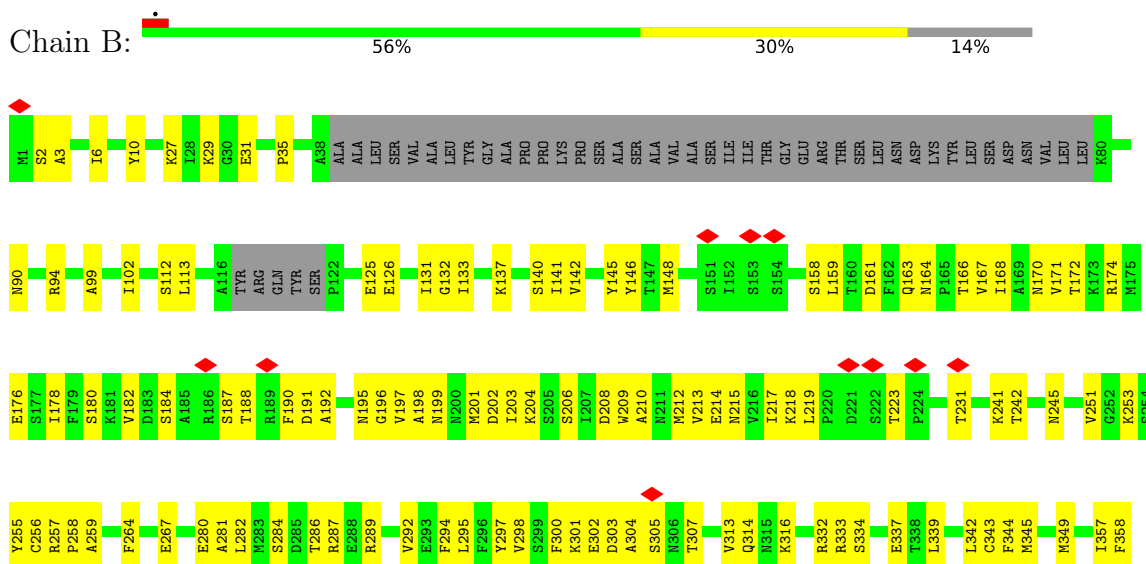 Chain B:
56% 30% 14%
M1 S2 A3 I6 Y10 K27 I28 K29 G30 E31 P35 A38 ALA ALA LEU SER VAL ALA LEU TYR GLY ALA PRO PRO LYS PRO SER ALA SER ALA VAL ALA SER ILE ILE THR GLY GLU ARG THR SER LEU ASN ASP LYS TYR LEU SER ASP ASN VAL LEU LEU K80
N90 R94 A99 I102 S112 L113 A116 TYR ARG GLN TYR SER P122 E125 E126 I131 G132 I133 K137 S140 I141 V142 Y145 Y146 T147 M148 S151 I152 S153 S154 S158 L159 T160 D161 F162 Q163 N164 P165 T166 V167 I168 A169 N170 V171 T172 K173 R174 M175
E176 S177 I178 F179 S180 K181 V182 D183 S184 A185 R186 S187 T188 R189 F190 D191 A192 N195 G196 V197 A198 N199 N200 M201 D202 I203 K204 S205 S206 I207 D208 W209 A210 N211 M212 V213 E214 N215 V216 I217 K218 L219 P220 D221 S222 T223 P224 T231 K241 T242 N245 V251 G252 K253 S254
Y255 C256 R257 P258 A259 F264 E267 E280 A281 L282 M283 S284 D285 T286 R287 E288 R289 V292 E293 F294 L295 F296 Y297 V298 S299 F300 K301 E302 D303 A304 S305 N306 T307 V313 Q314 N315 K316 R332 R333 S334 E337 T338 L339 L342 C343 F344 M345 M349 I357 F358